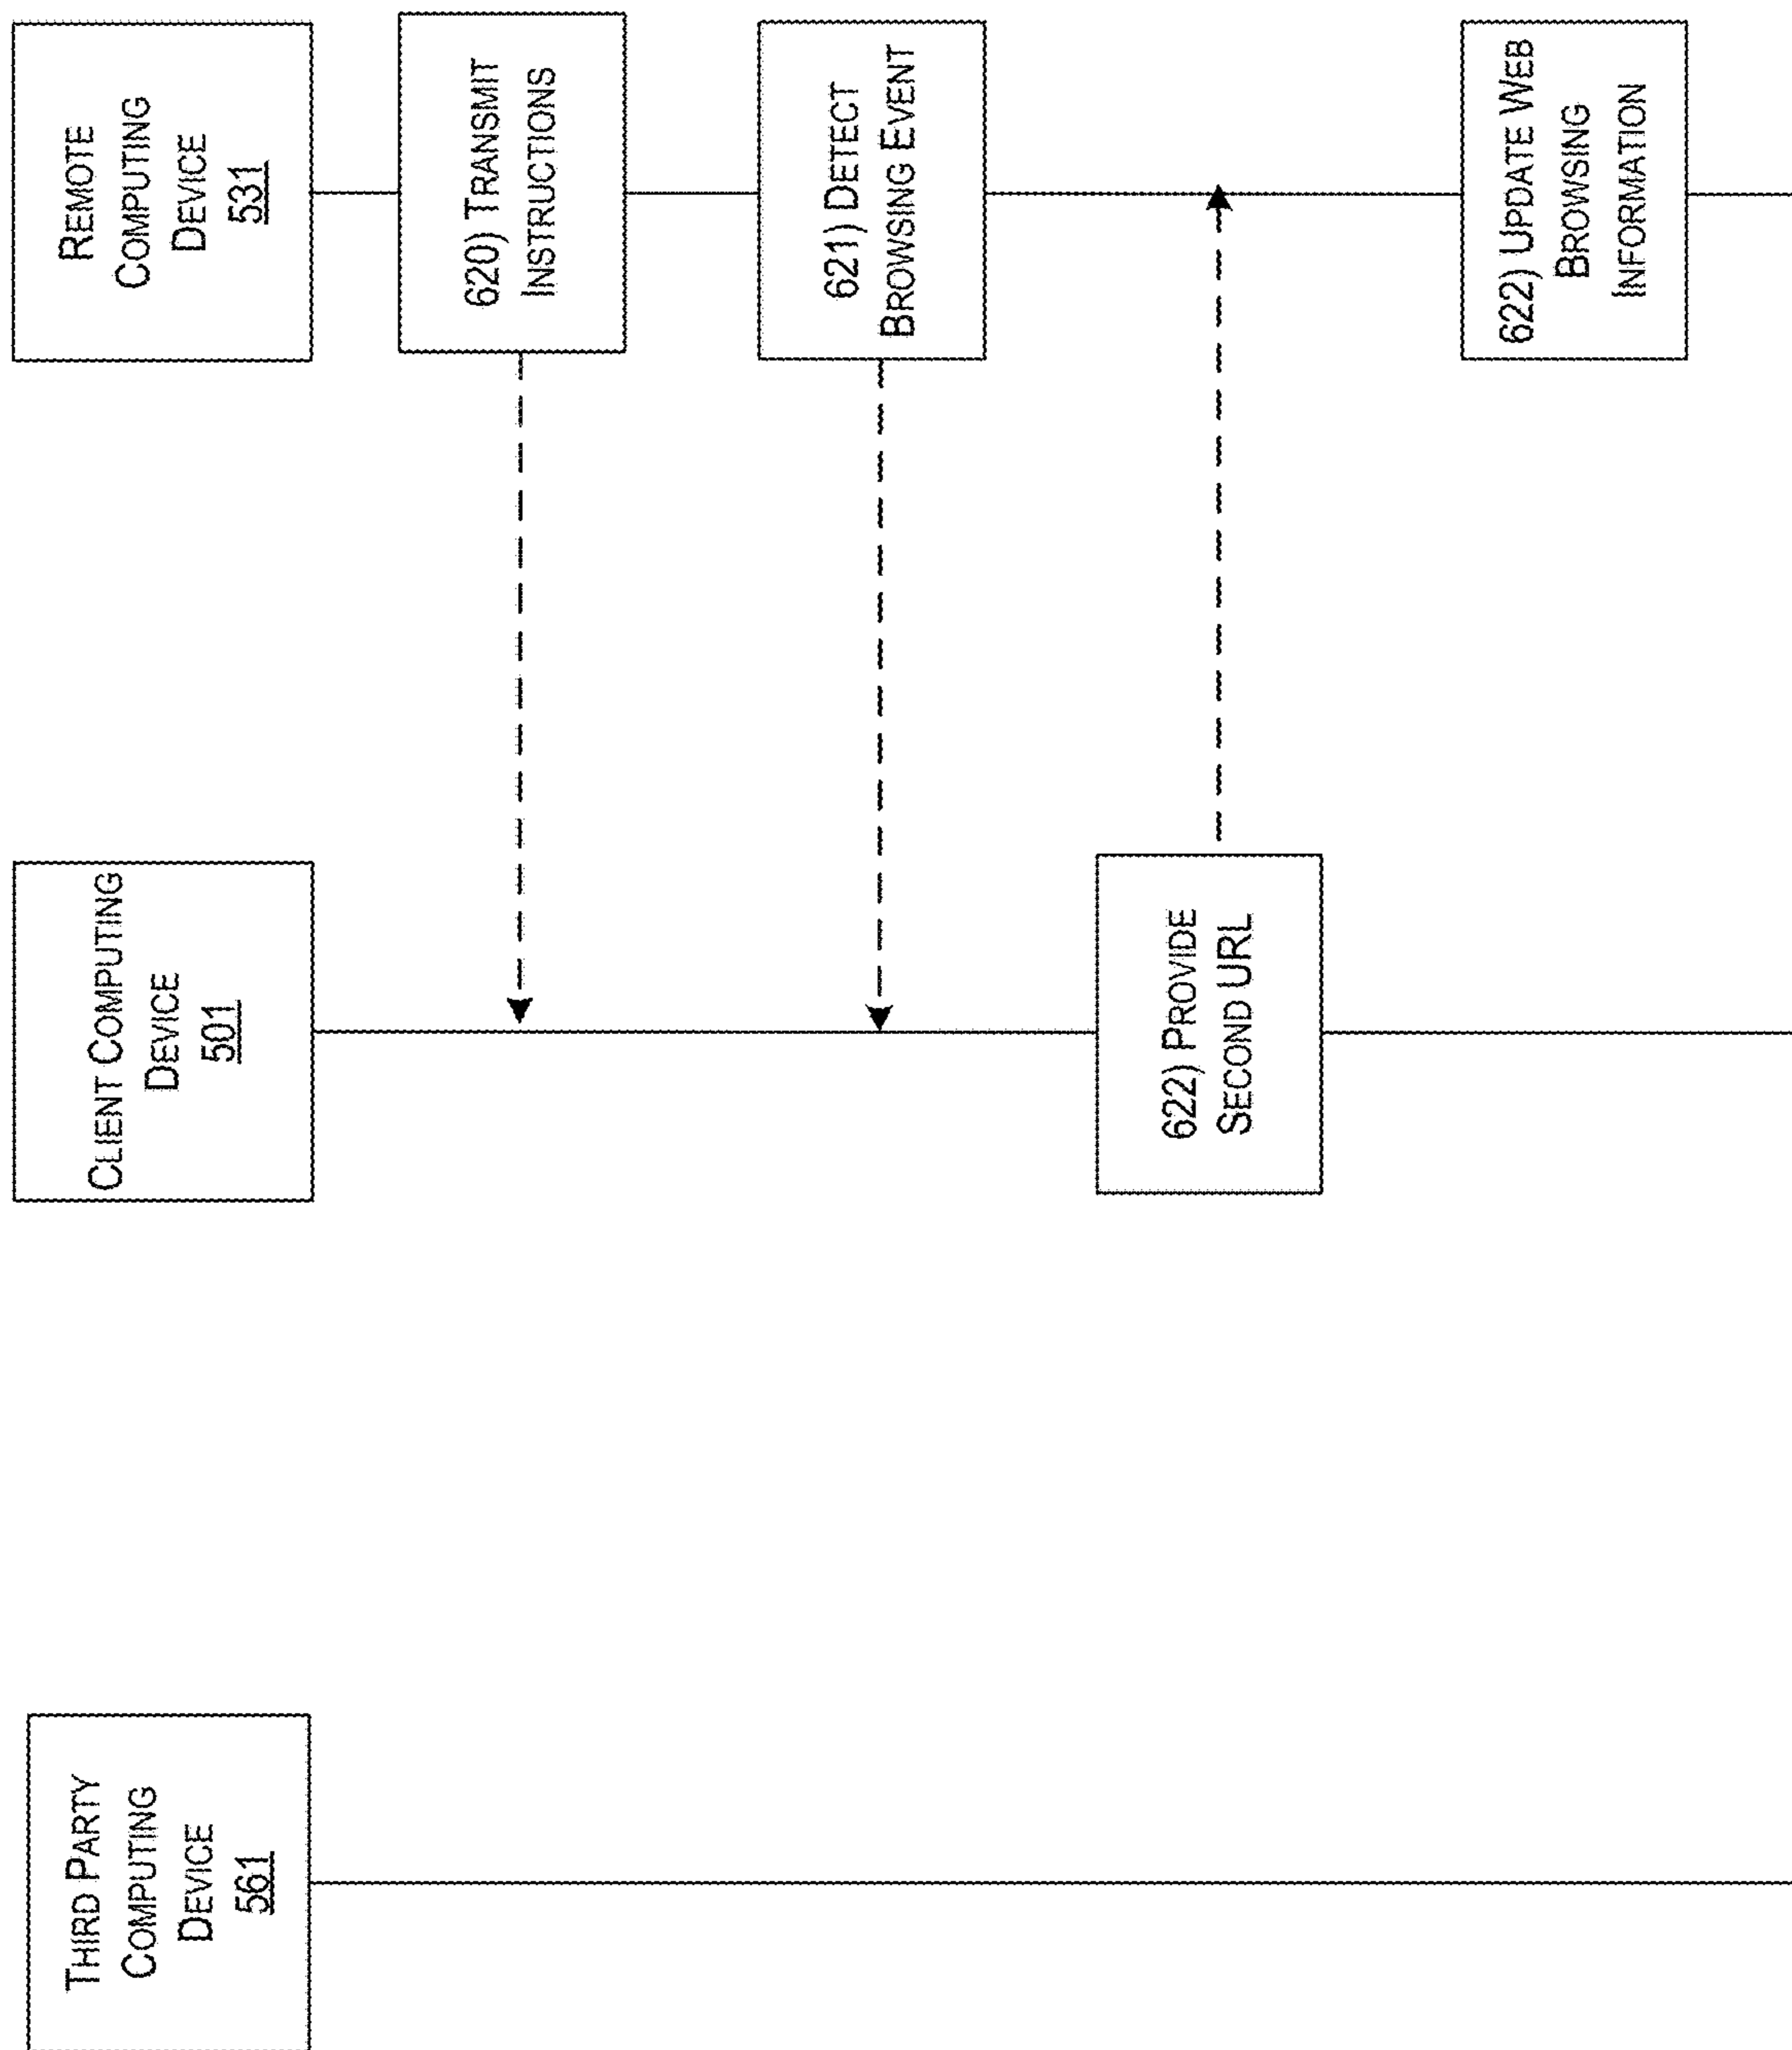 THIRD PARTY
COMPUTING
DEVICE
561
CLIENT COMPUTING
DEVICE
501
REMOTE
COMPUTING
DEVICE
531
620) TRANSMIT
INSTRUCTIONS
621) DETECT
BROWSING EVENT
622) PROVIDE
SECOND URL
622) UPDATE WEB
BROWSING
INFORMATION